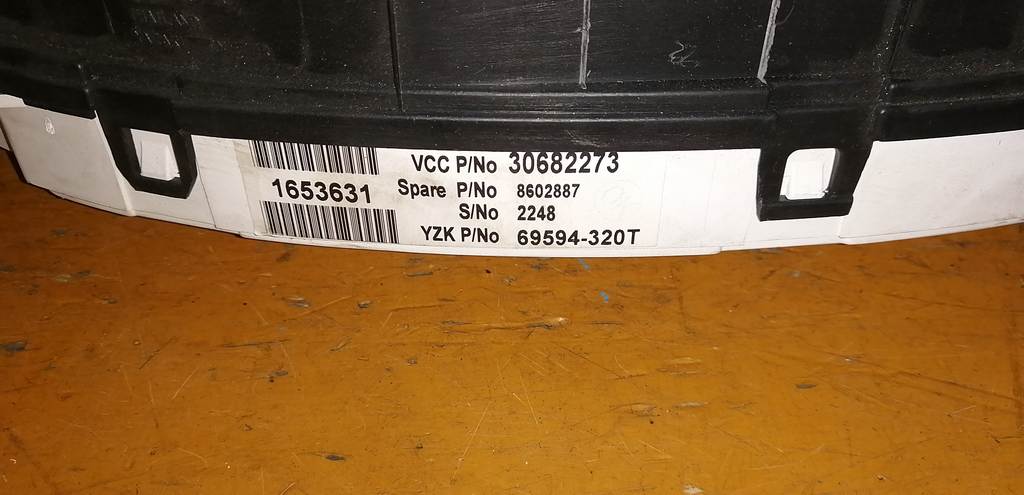 VCC P/No 30682273
1653631
Spare P/No 8602887
S/No 2248
YZK P/No 69594-320T